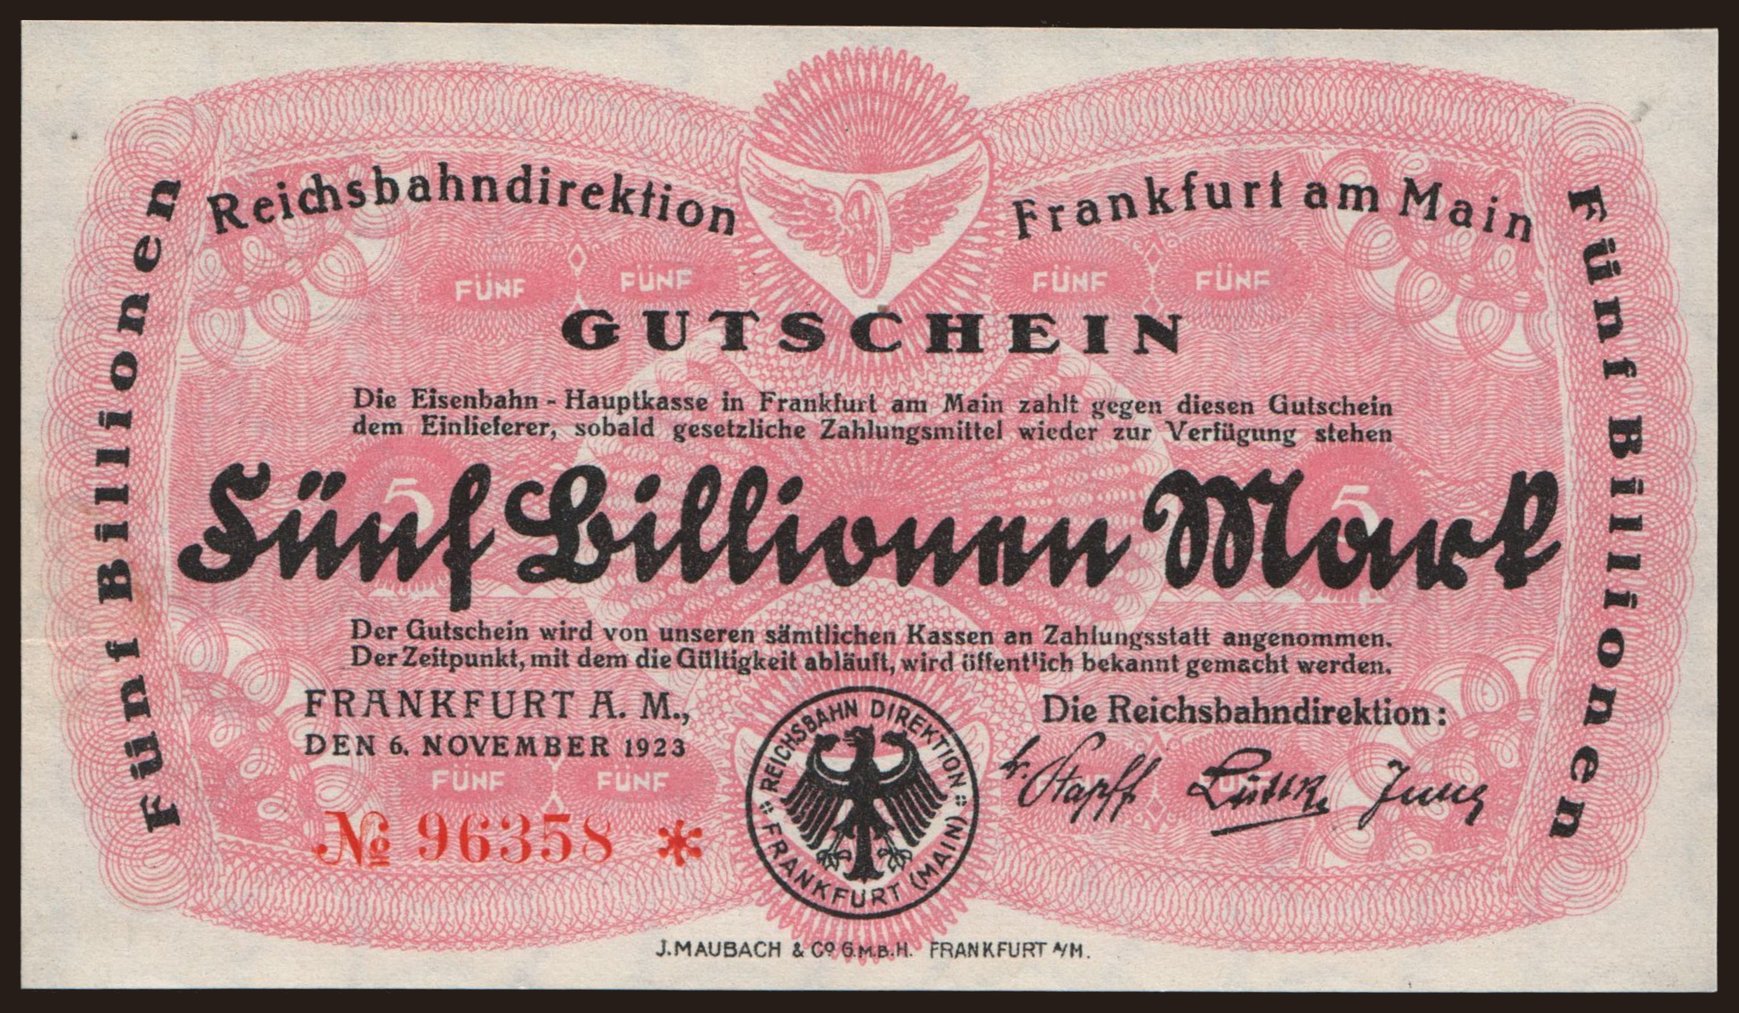 Reichsbahndirektion Frankfurt am Main
Fünf Billionen
Fünf Billionen
FÜNF FÜNF FÜNF FÜNF
GUTSCHEIN
Die Eisenbahn - Hauptkasse in Frankfurt am Main zahlt gegen diesen Gutschein
dem Einlieferer, sobald gesetzliche Zahlungsmittel wieder zur Verfügung stehen
5 5
Fünf Billionen Mark
Der Gutschein wird von unseren sämtlichen Kassen an Zahlungsstatt angenommen.
Der Zeitpunkt, mit dem die Gültigkeit abläuft, wird öffentlich bekannt gemacht werden.
FRANKFURT A. M.,
DEN 6. NOVEMBER 1923
Die Reichsbahndirektion:
FÜNF FÜNF
№ 96358 *
REICHSBAHN DIREKTION
FRANKFURT (MAIN)
Stapff Jung
J. MAUBACH & Co G.M.B.H. FRANKFURT A/M.